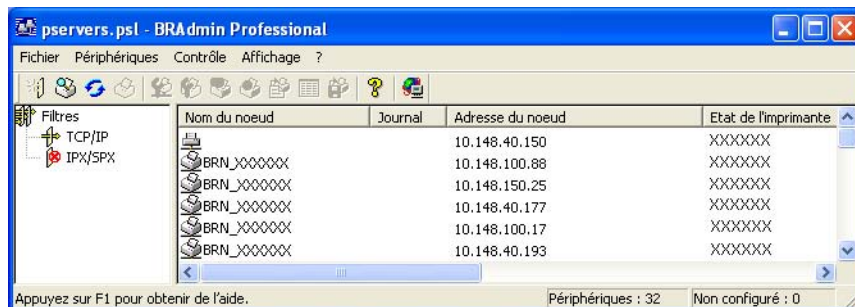 pservers.psl - BRAdmin Professional
Fichier Périphériques Contrôle Affichage ?
Filtres
TCP/IP
IPX/SPX
Nom du noeud Journal Adresse du noeud Etat de l'imprimante
10.148.40.150 XXXXXX
BRN_XXXXXX 10.148.100.88 XXXXXX
BRN_XXXXXX 10.148.150.25 XXXXXX
BRN_XXXXXX 10.148.40.177 XXXXXX
BRN_XXXXXX 10.148.100.17 XXXXXX
BRN_XXXXXX 10.148.40.193 XXXXXX
Appuyez sur F1 pour obtenir de l'aide. Périphériques : 32 Non configuré : 0